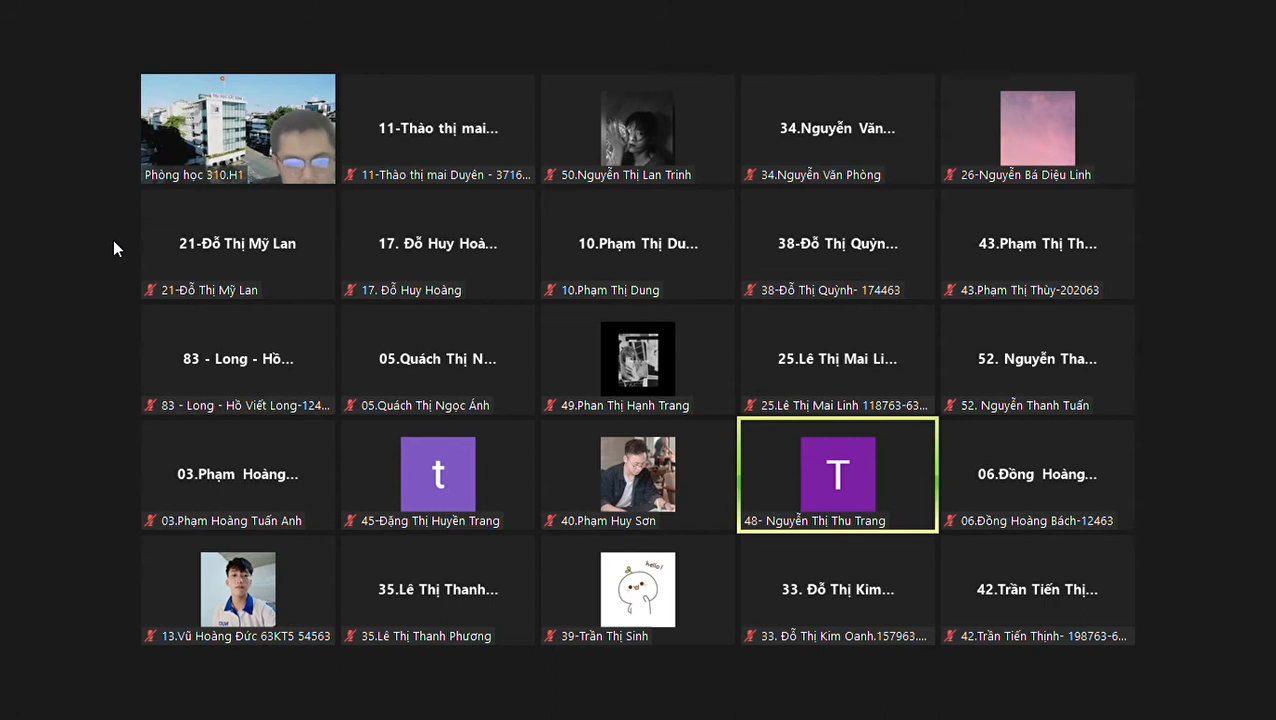 Phòng học 310.H1
11-Thào thị mai...
11-Thào thị mai Duyên - 3716...
50.Nguyễn Thị Lan Trinh
34.Nguyễn Văn...
34.Nguyễn Văn Phòng
26-Nguyễn Bá Diệu Linh
21-Đỗ Thị Mỹ Lan
21-Đỗ Thị Mỹ Lan
17. Đỗ Huy Hoà...
17. Đỗ Huy Hoàng
10.Phạm Thị Du...
10.Phạm Thị Dung
38-Đỗ Thị Quỳn...
38-Đỗ Thị Quỳnh- 174463
43.Phạm Thị Th...
43.Phạm Thị Thùy-202063
83 - Long - Hồ...
83 - Long - Hồ Viết Long-124...
05.Quách Thị N...
05.Quách Thị Ngọc Ánh
49.Phan Thị Hạnh Trang
25.Lê Thị Mai Li...
25.Lê Thị Mai Linh 118763-63...
52. Nguyễn Tha...
52. Nguyễn Thanh Tuấn
03.Phạm Hoàng...
03.Phạm Hoàng Tuấn Anh
t
45-Đặng Thị Huyền Trang
40.Phạm Huy Sơn
T
48- Nguyễn Thị Thu Trang
06.Đồng Hoàng...
06.Đồng Hoàng Bách-12463
13.Vũ Hoàng Đức 63KT5 54563
35.Lê Thị Thanh...
35.Lê Thị Thanh Phương
hello!
39-Trần Thị Sinh
33. Đỗ Thị Kim...
33. Đỗ Thị Kim Oanh.157963....
42.Trần Tiến Thị...
42.Trần Tiến Thịnh- 198763-6...